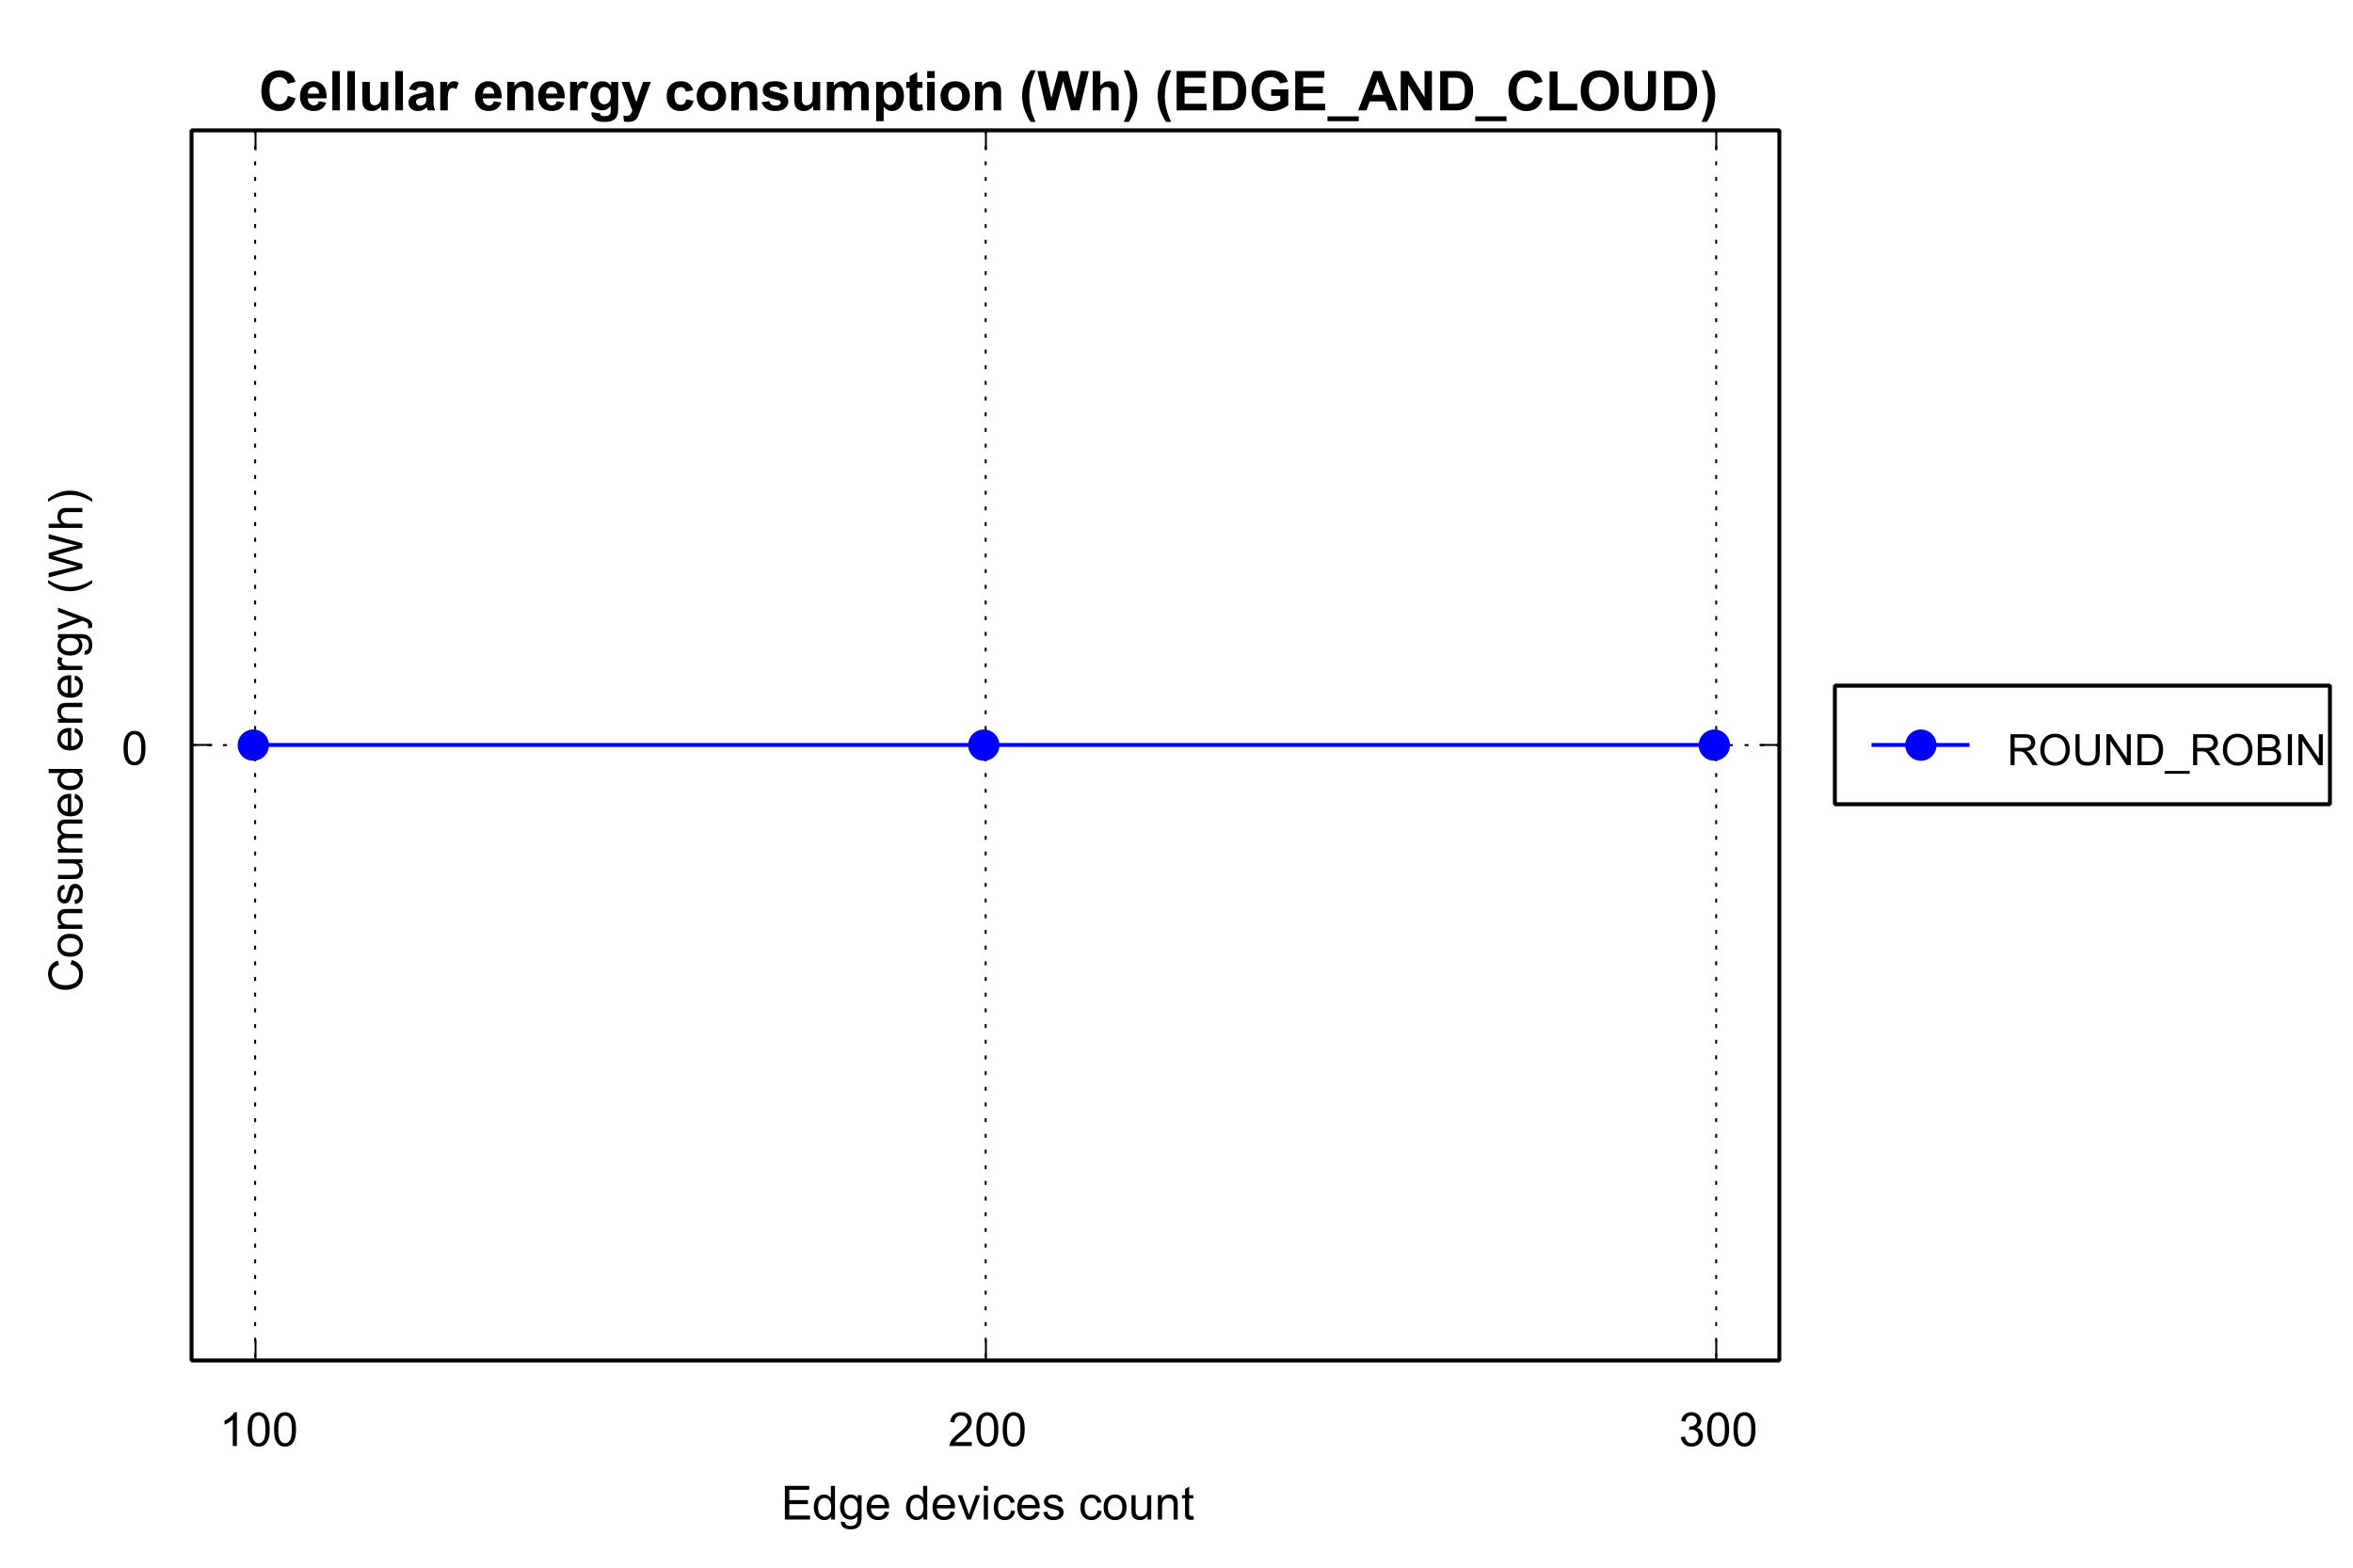 Cellular energy consumption (Wh) (EDGE_AND_CLOUD)
Consumed energy (Wh)
0
ROUND_ROBIN
100 200 300
Edge devices count